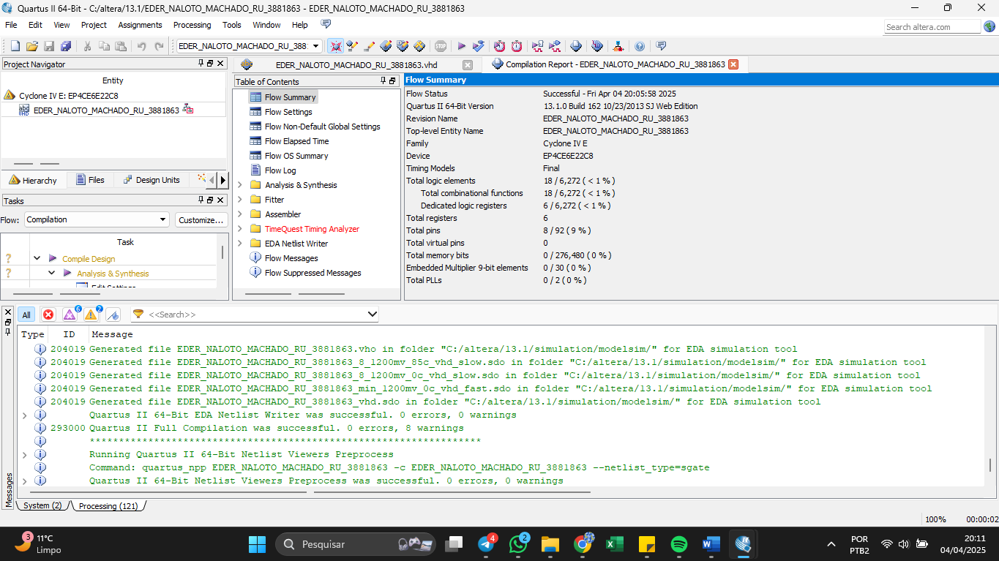 Quartus II 64-Bit - C:/altera/13.1/EDER_NALOTO_MACHADO_RU_3881863 - EDER_NALOTO_MACHADO_RU_3881863
File Edit View Project Assignments Processing Tools Window Help
Search altera.com
EDER_NALOTO_MACHADO_RU_388
STOP
Project Navigator
Entity
Cyclone IV E: EP4CE6E22C8
abc VHD EDER_NALOTO_MACHADO_RU_3881863
Hierarchy Files Design Units
Tasks
Flow: Compilation Customize...
Task
? Compile Design
? Analysis & Synthesis
Edit Settings
EDER_NALOTO_MACHADO_RU_3881863.vhd
Compilation Report - EDER_NALOTO_MACHADO_RU_3881863
Table of Contents
Flow Summary
Flow Settings
Flow Non-Default Global Settings
Flow Elapsed Time
Flow OS Summary
Flow Log
Analysis & Synthesis
Fitter
Assembler
TimeQuest Timing Analyzer
EDA Netlist Writer
Flow Messages
Flow Suppressed Messages
Flow Summary
Flow Status Successful - Fri Apr 04 20:05:58 2025
Quartus II 64-Bit Version 13.1.0 Build 162 10/23/2013 SJ Web Edition
Revision Name EDER_NALOTO_MACHADO_RU_3881863
Top-level Entity Name EDER_NALOTO_MACHADO_RU_3881863
Family Cyclone IV E
Device EP4CE6E22C8
Timing Models Final
Total logic elements 18 / 6,272 ( < 1 % )
Total combinational functions 18 / 6,272 ( < 1 % )
Dedicated logic registers 6 / 6,272 ( < 1 % )
Total registers 6
Total pins 8 / 92 ( 9 % )
Total virtual pins 0
Total memory bits 0 / 276,480 ( 0 % )
Embedded Multiplier 9-bit elements 0 / 30 ( 0 % )
Total PLLs 0 / 2 ( 0 % )
All 6 2 <<Search>>
Type ID Message
204019 Generated file EDER_NALOTO_MACHADO_RU_3881863.vho in folder "C:/altera/13.1/simulation/modelsim/" for EDA simulation tool
204019 Generated file EDER_NALOTO_MACHADO_RU_3881863_8_1200mv_85c_vhd_slow.sdo in folder "C:/altera/13.1/simulation/modelsim/" for EDA simulation tool
204019 Generated file EDER_NALOTO_MACHADO_RU_3881863_8_1200mv_0c_vhd_slow.sdo in folder "C:/altera/13.1/simulation/modelsim/" for EDA simulation tool
204019 Generated file EDER_NALOTO_MACHADO_RU_3881863_min_1200mv_0c_vhd_fast.sdo in folder "C:/altera/13.1/simulation/modelsim/" for EDA simulation tool
204019 Generated file EDER_NALOTO_MACHADO_RU_3881863_vhd.sdo in folder "C:/altera/13.1/simulation/modelsim/" for EDA simulation tool
Quartus II 64-Bit EDA Netlist Writer was successful. 0 errors, 0 warnings
293000 Quartus II Full Compilation was successful. 0 errors, 8 warnings
*******************************************************************
Running Quartus II 64-Bit Netlist Viewers Preprocess
Command: quartus_npp EDER_NALOTO_MACHADO_RU_3881863 -c EDER_NALOTO_MACHADO_RU_3881863 --netlist_type=sgate
Quartus II 64-Bit Netlist Viewers Preprocess was successful. 0 errors, 0 warnings
Messages
System (2) Processing (121)
100% 00:00:02
3 11°C
Limpo
Pesquisar
4 2
POR
PTB2
20:11
04/04/2025